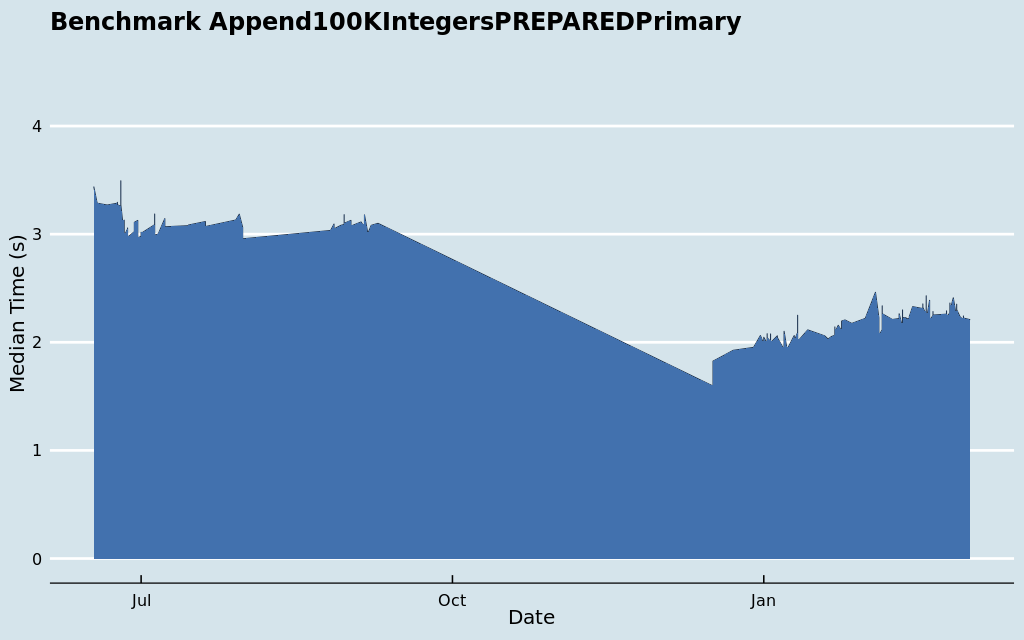 Benchmark Append100KIntegersPREPAREDPrimary
4
3
2
1
0
Median Time (s)
Jul
Oct
Jan
Date